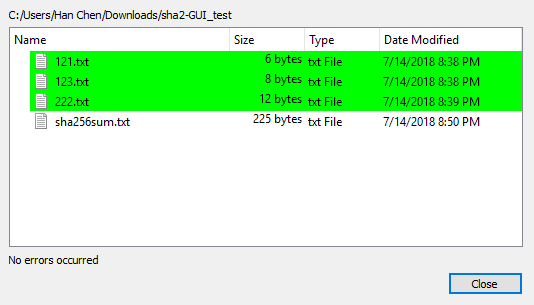 C:/Users/Han Chen/Downloads/sha2-GUI_test
Name Size Type Date Modified
121.txt 6 bytes txt File 7/14/2018 8:38 PM
123.txt 8 bytes txt File 7/14/2018 8:38 PM
222.txt 12 bytes txt File 7/14/2018 8:39 PM
sha256sum.txt 225 bytes txt File 7/14/2018 8:50 PM
No errors occurred
Close